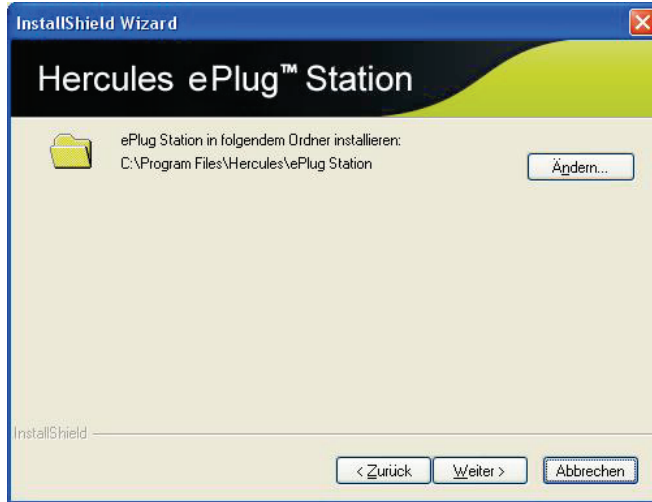 InstallShield Wizard
Hercules ePlug™ Station
ePlug Station in folgendem Ordner installieren:
C:\Program Files\Hercules\ePlug Station
Ändern...
InstallShield
< Zurück
Weiter >
Abbrechen